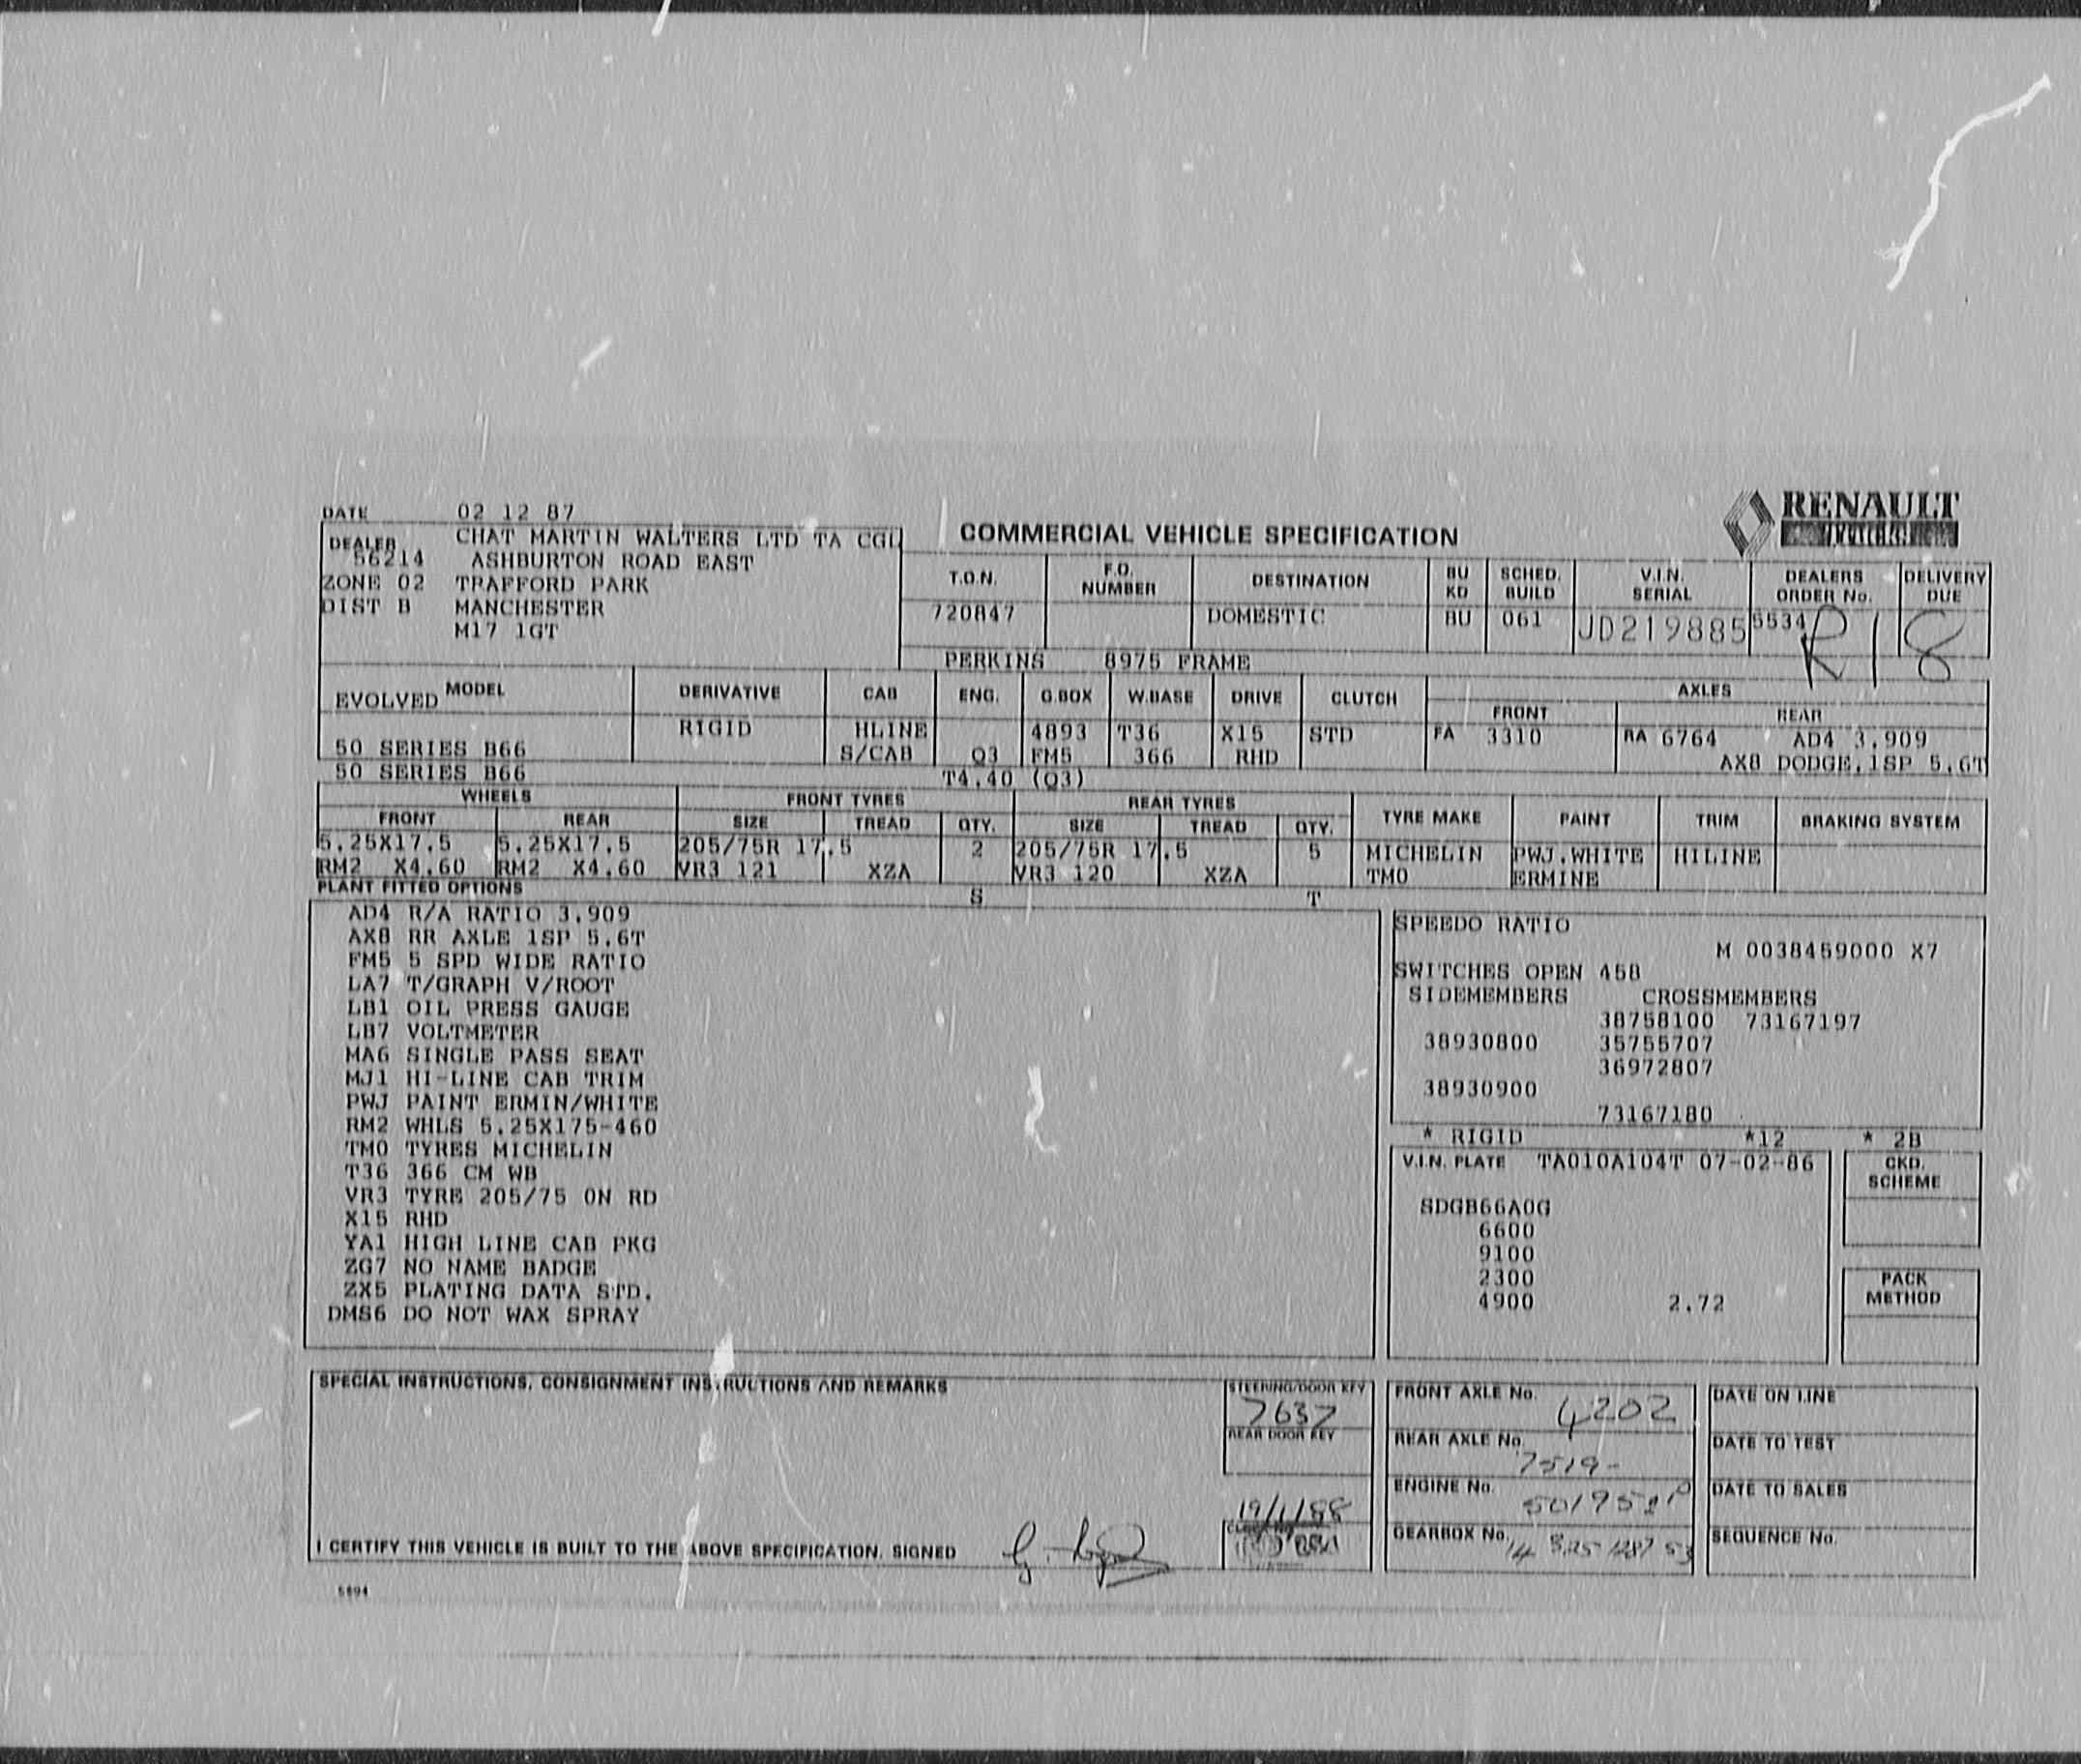 RENAULT
DATE 02 12 87
COMMERCIAL VEHICLE SPECIFICATION
DEALER CHAT MARTIN WALTERS LTD TA CGL
56214 ASHBURTON ROAD EAST
ZONE 02 TRAFFORD PARK
DIST B MANCHESTER
M17 1GT
T.O.N. F.O. NUMBER DESTINATION BU KD SCHED. BUILD V.I.N. SERIAL DEALERS ORDER No. DELIVERY DUE
720847 DOMESTIC BU 061 JD219885 5534 R18
PERKINS 8975 FRAME
EVOLVED MODEL DERIVATIVE CAB ENG. G.BOX W.BASE DRIVE CLUTCH AXLES
FRONT REAR
RIGID HLINE 4893 T36 X15 STD FA 3310 RA 6764 AD4 3.909
50 SERIES B66 S/CAB Q3 FM5 366 RHD AX8 DODGE,1SP 5.6T
50 SERIES B66 T4.40 (Q3)
WHEELS FRONT TYRES REAR TYRES TYRE MAKE PAINT TRIM BRAKING SYSTEM
FRONT REAR SIZE TREAD QTY. SIZE TREAD QTY.
5.25X17.5 5.25X17.5 205/75R 17.5 2 205/75R 17.5 5 MICHELIN PWJ.WHITE HILINE
RM2 X4.60 RM2 X4.60 VR3 121 XZA VR3 120 XZA TM0 ERMINE
PLANT FITTED OPTIONS S T
AD4 R/A RATIO 3.909
AX8 RR AXLE 1SP 5.6T
FM5 5 SPD WIDE RATIO
LA7 T/GRAPH V/ROOT
LB1 OIL PRESS GAUGE
LB7 VOLTMETER
MA6 SINGLE PASS SEAT
MJ1 HI-LINE CAB TRIM
PWJ PAINT ERMIN/WHITE
RM2 WHLS 5.25X175-460
TM0 TYRES MICHELIN
T36 366 CM WB
VR3 TYRE 205/75 ON RD
X15 RHD
YA1 HIGH LINE CAB PKG
ZG7 NO NAME BADGE
ZX5 PLATING DATA STD.
DMS6 DO NOT WAX SPRAY
SPEEDO RATIO
M 0038459000 X7
SWITCHES OPEN 458
SIDEMEMBERS CROSSMEMBERS
38758100 73167197
38930800 35755707
36972807
38930900
73167180
* RIGID *12 * 2B
V.I.N. PLATE TA010A104T 07-02-86
SDGB66A0G
6600
9100
2300
4900 2.72
CKD. SCHEME
PACK METHOD
SPECIAL INSTRUCTIONS, CONSIGNMENT INSTRUCTIONS AND REMARKS
STEERING/DOOR KEY
7637
REAR DOOR KEY
19/1/88
FRONT AXLE No. 4202
REAR AXLE No. 7519-
ENGINE No.
GEARBOX No.
DATE ON LINE
DATE TO TEST
DATE TO SALES
SEQUENCE No.
I CERTIFY THIS VEHICLE IS BUILT TO THE ABOVE SPECIFICATION. SIGNED
5894